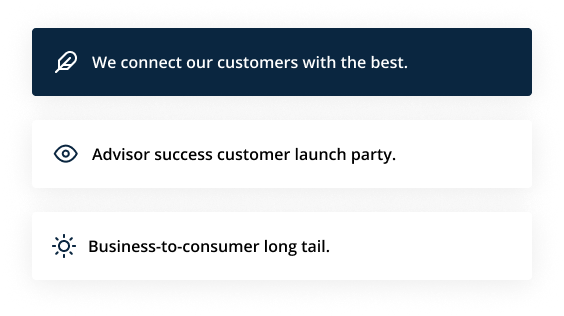 We connect our customers with the best.
Advisor success customer launch party.
Business-to-consumer long tail.